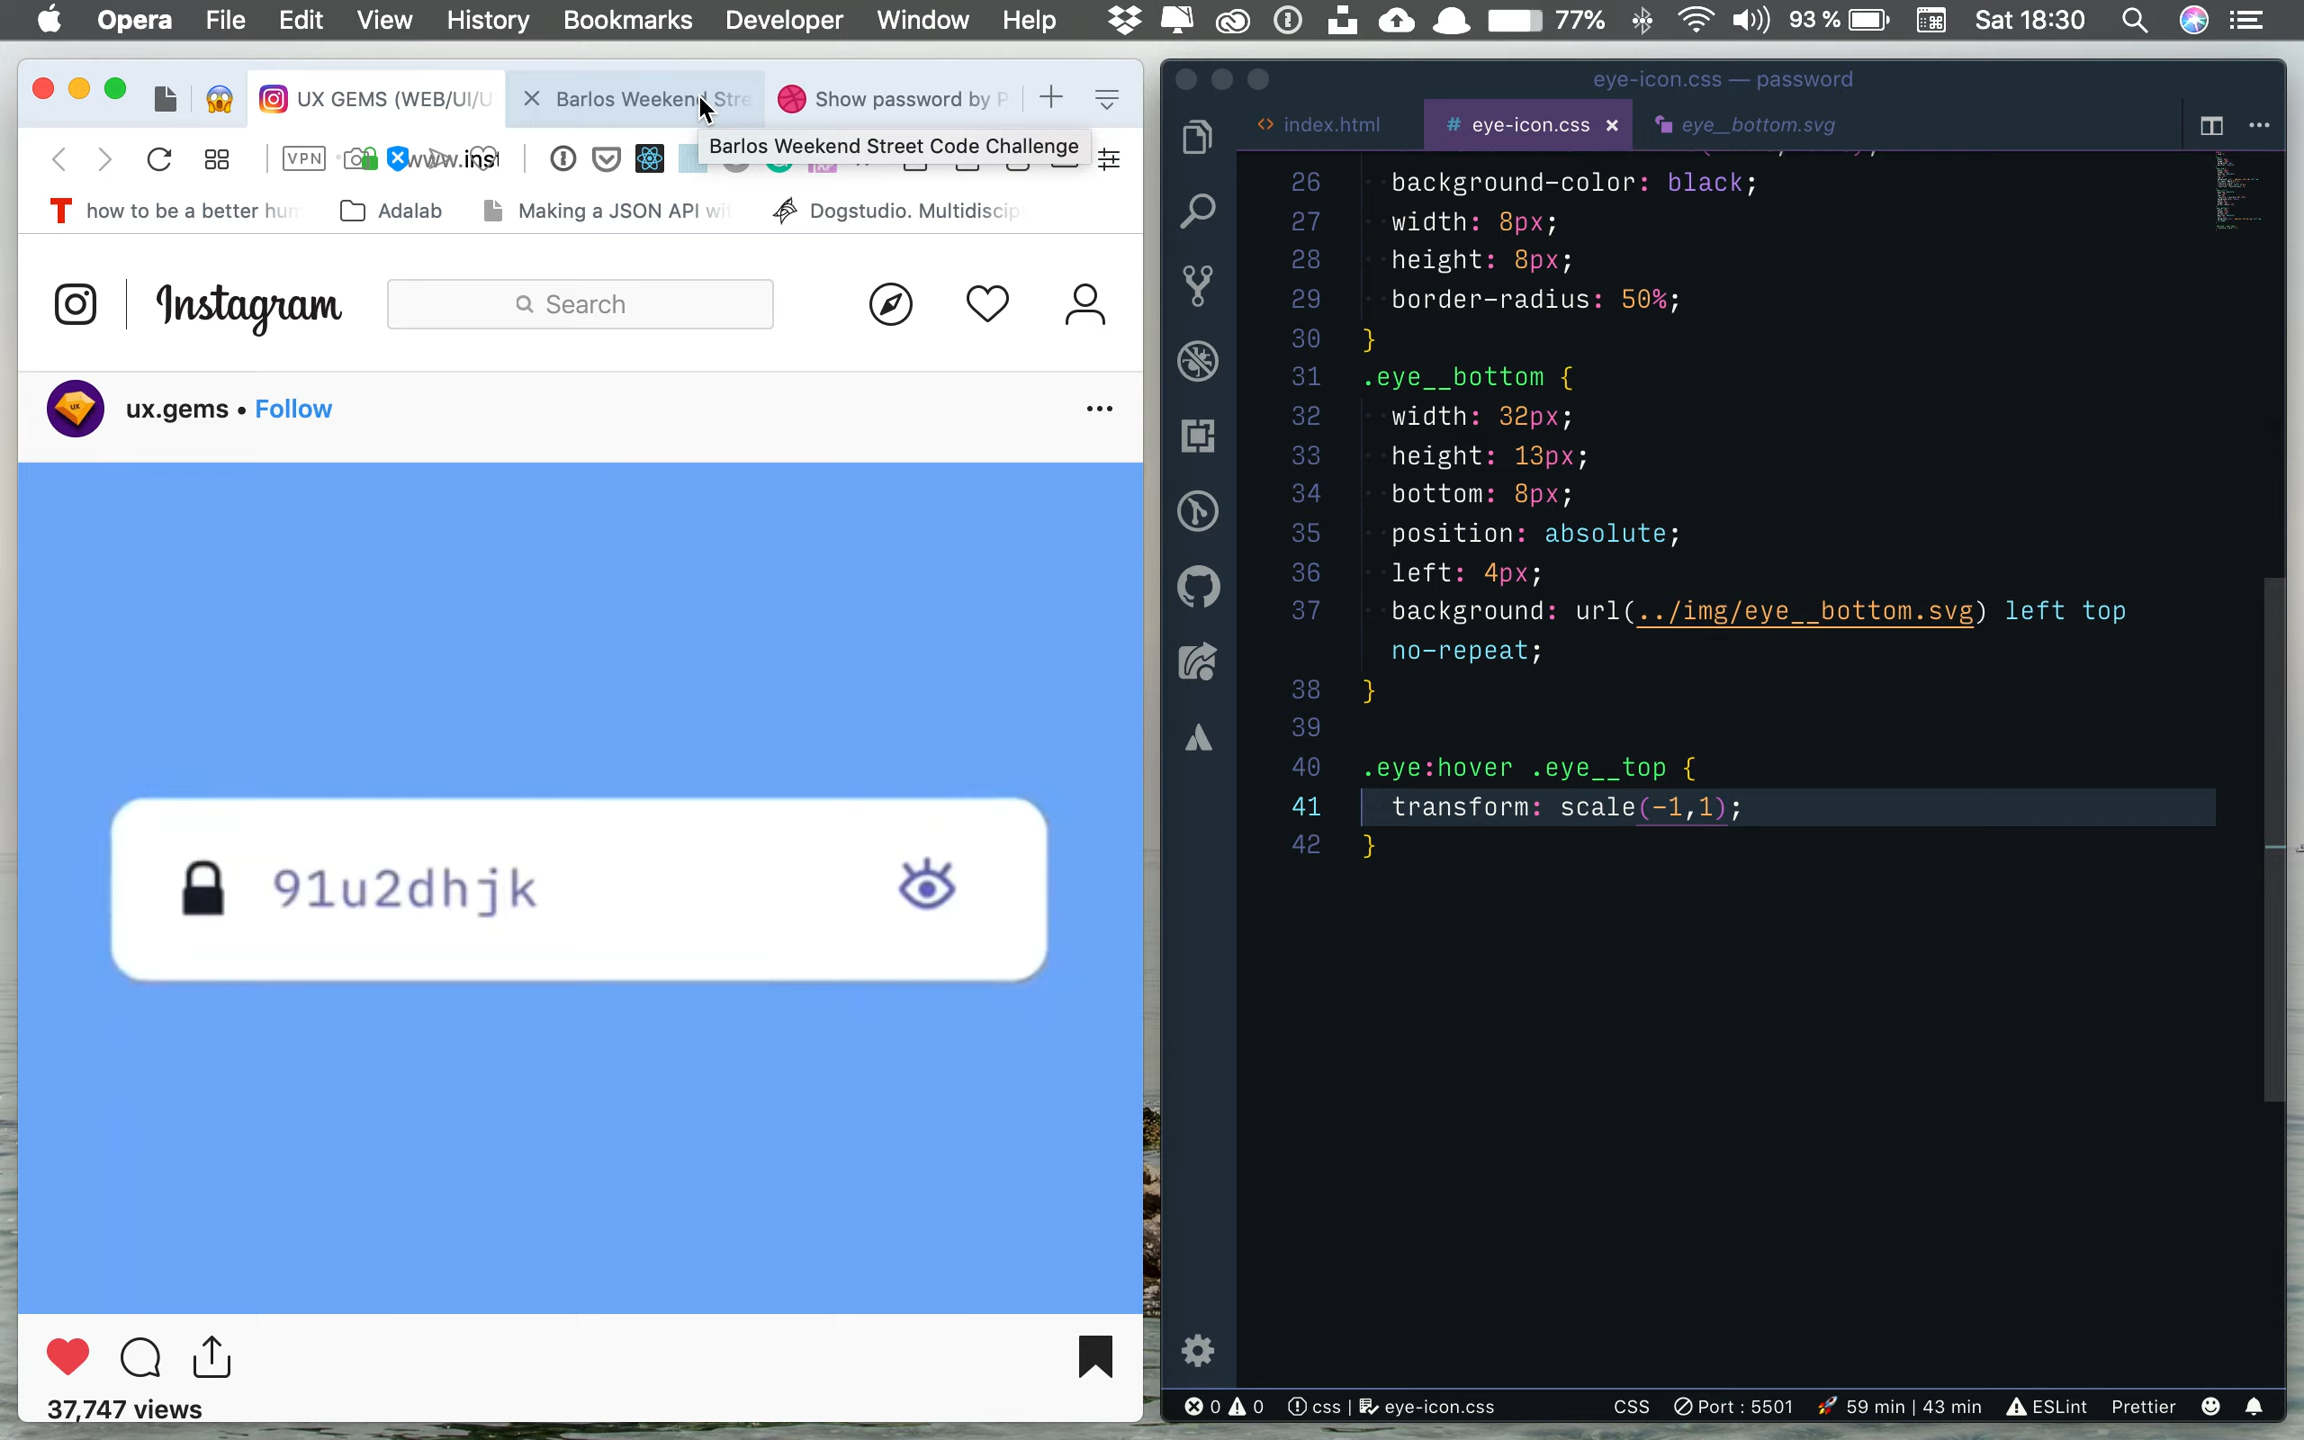 Opera File Edit View History Bookmarks Developer Window Help 77% 93 % Sat 18:30
UX GEMS (WEB/UI/U
Barlos Weekend Stre
Show password by P
Barlos Weekend Street Code Challenge
VPN
www.inst
how to be a better hum
Adalab
Making a JSON API wit
Dogstudio. Multidiscip
Instagram
Search
ux.gems • Follow
91u2dhjk
37,747 views
eye-icon.css — password
index.html
# eye-icon.css
eye__bottom.svg
26 background-color: black;
27 width: 8px;
28 height: 8px;
29 border-radius: 50%;
30 }
31 .eye__bottom {
32 width: 32px;
33 height: 13px;
34 bottom: 8px;
35 position: absolute;
36 left: 4px;
37 background: url(../img/eye__bottom.svg) left top
no-repeat;
38 }
39
40 .eye:hover .eye__top {
41 transform: scale(-1,1);
42 }
0 0 css | eye-icon.css CSS Port : 5501 59 min | 43 min ESLint Prettier